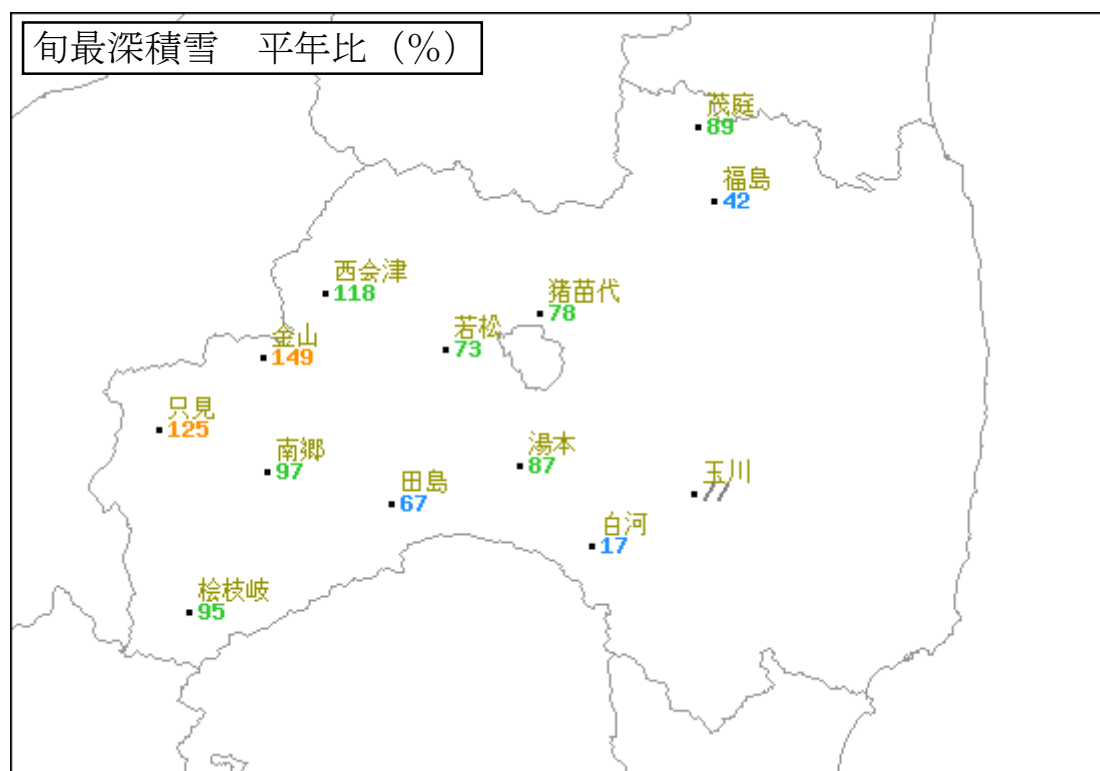 旬最深積雪　平年比（%）
茂庭
89
福島
42
西会津
118
猪苗代
78
金山
149
若松
73
只見
125
南郷
97
田島
67
湯本
87
玉川
//
白河
17
桧枝岐
95